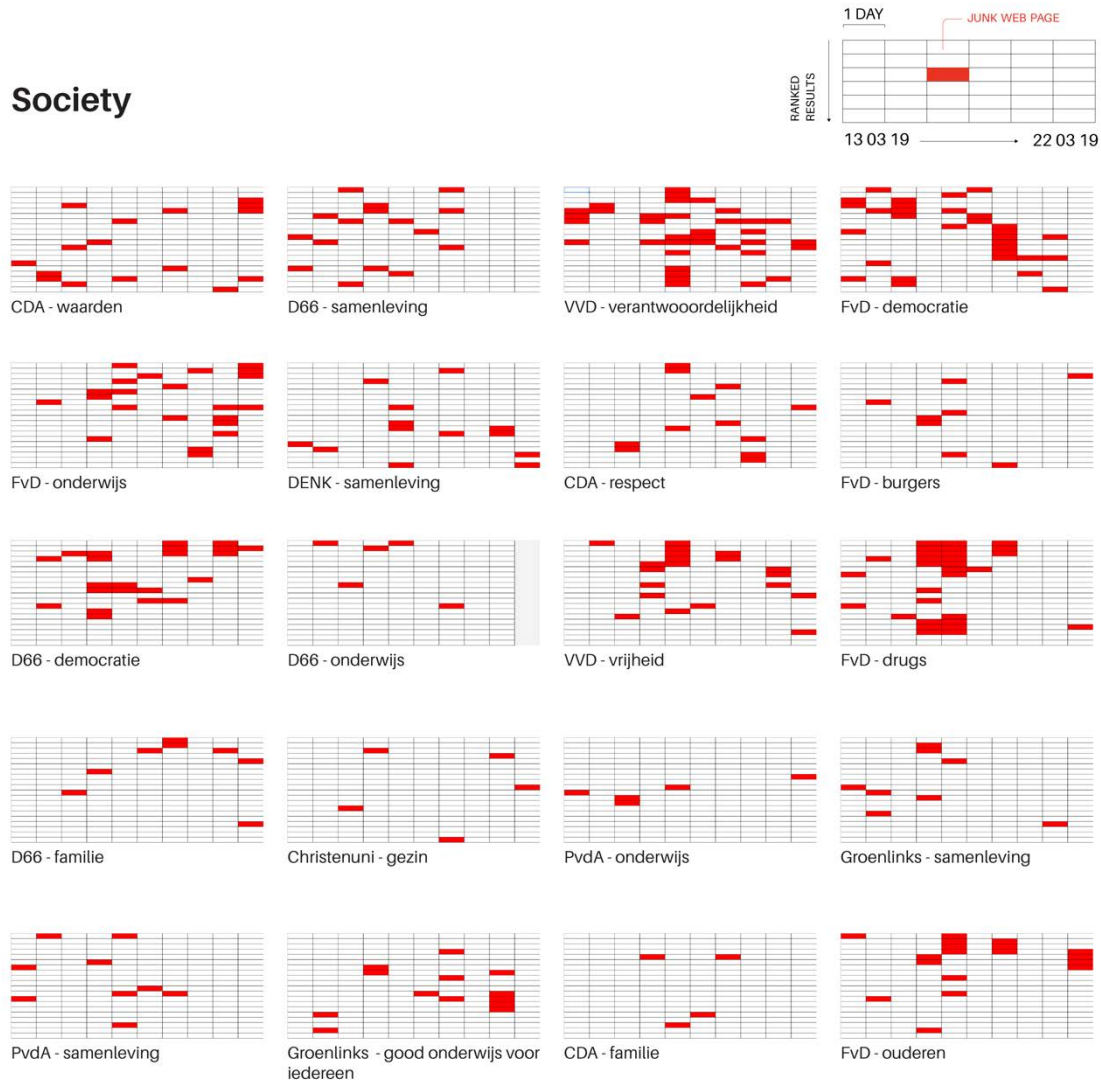 1 DAY
JUNK WEB PAGE
RANKED
RESULTS
13 03 19
22 03 19
Society
CDA - waarden
D66 - samenleving
VVD - verantwooordelijkheid
FvD - democratie
FvD - onderwijs
DENK - samenleving
CDA - respect
FvD - burgers
D66 - democratie
D66 - onderwijs
VVD - vrijheid
FvD - drugs
D66 - familie
Christenuni - gezin
PvdA - onderwijs
Groenlinks - samenleving
PvdA - samenleving
Groenlinks - good onderwijs voor
iedereen
CDA - familie
FvD - ouderen